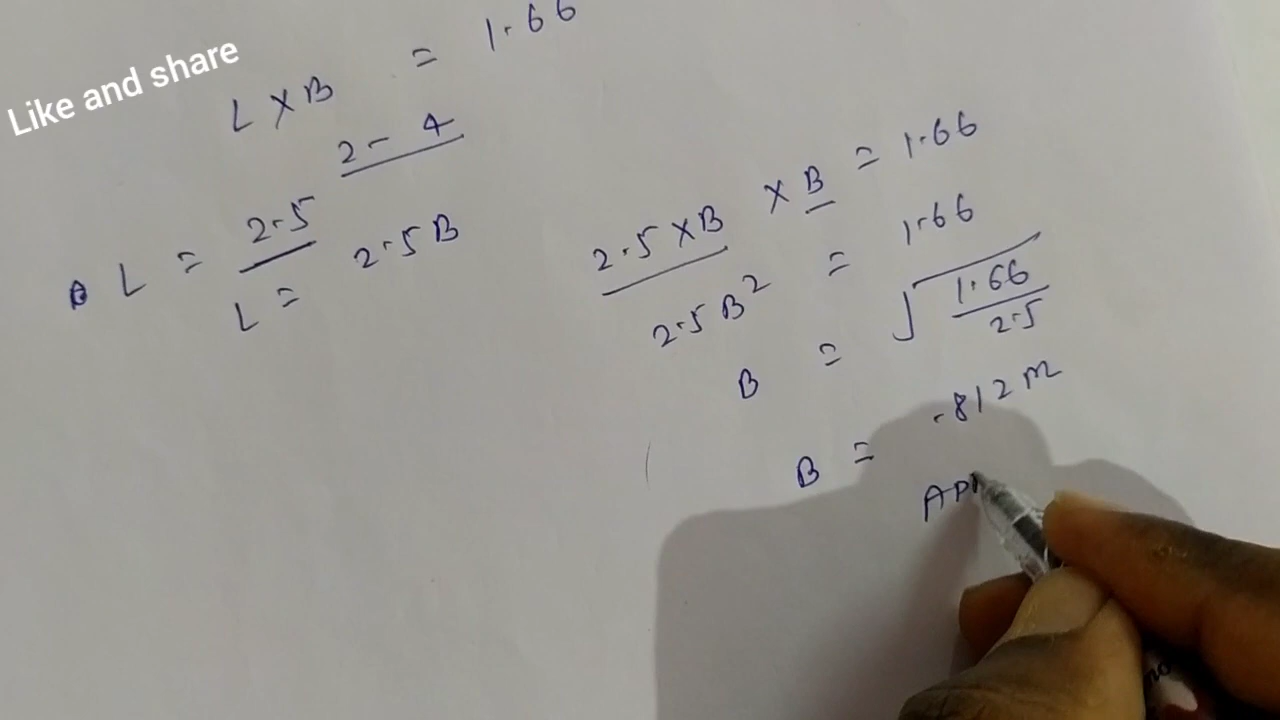 Like and share
L × B = 1.66
2 - 4
L = 2.5
L = 2.5 B
2.5 × B × B = 1.66
2.5 B² = 1.66
B = √1.66/2.5
B = .812 m